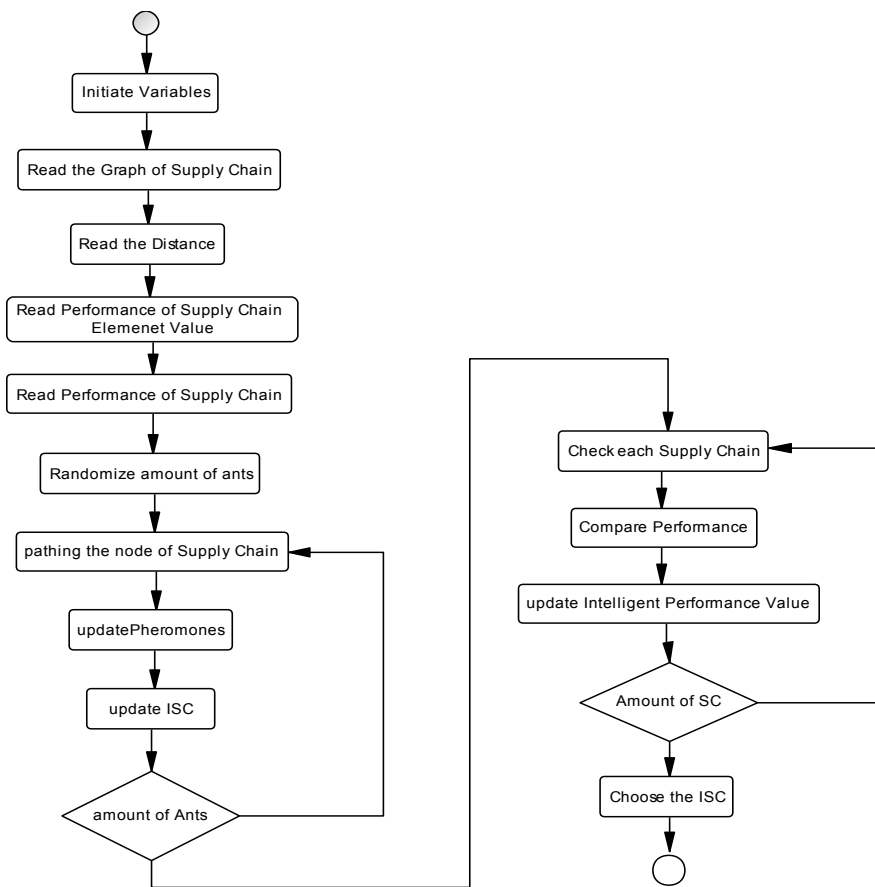 Initiate Variables
Read the Graph of Supply Chain
Read the Distance
Read Performance of Supply Chain
Elemenet Value
Read Performance of Supply Chain
Randomize amount of ants
pathing the node of Supply Chain
updatePheromones
update ISC
amount of Ants
Check each Supply Chain
Compare Performance
update Intelligent Performance Value
Amount of SC
Choose the ISC